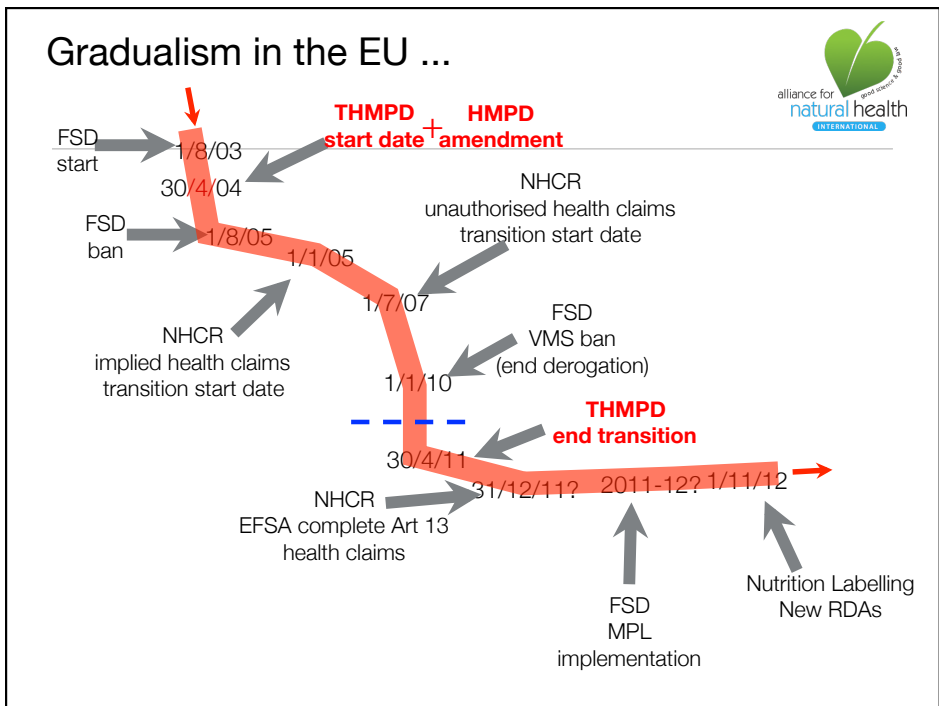 Gradualism in the EU ...
good science & good law
alliance for
natural health
INTERNATIONAL
FSD
start
1/8/03
THMPD + HMPD
start date amendment
30/4/04
FSD
ban
1/8/05
1/1/05
NHCR
unauthorised health claims
transition start date
1/7/07
NHCR
implied health claims
transition start date
FSD
VMS ban
(end derogation)
1/1/10
THMPD
end transition
30/4/11
31/12/11?
2011-12?
1/11/12
NHCR
EFSA complete Art 13
health claims
FSD
MPL
implementation
Nutrition Labelling
New RDAs